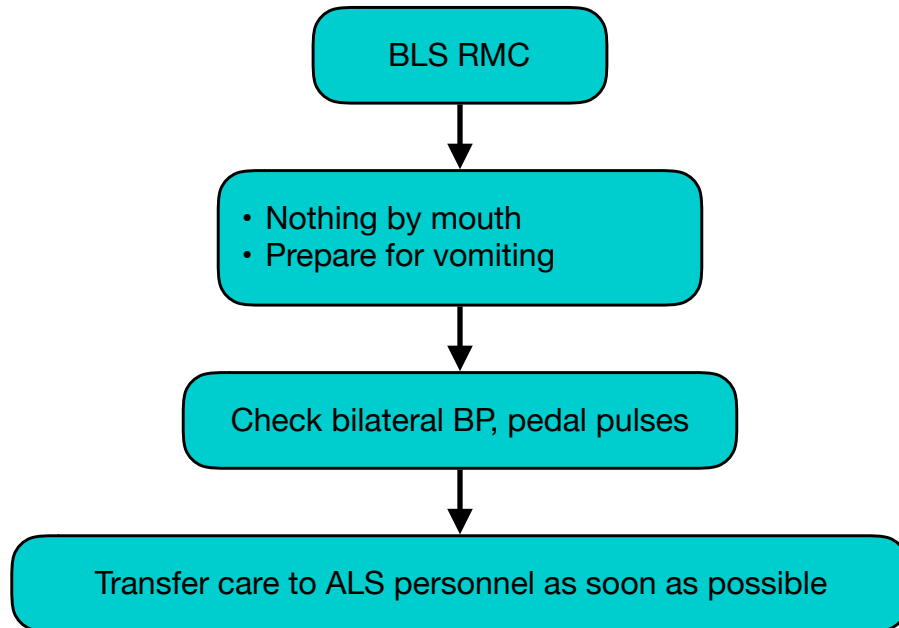 BLS RMC
• Nothing by mouth
• Prepare for vomiting
Check bilateral BP, pedal pulses
Transfer care to ALS personnel as soon as possible